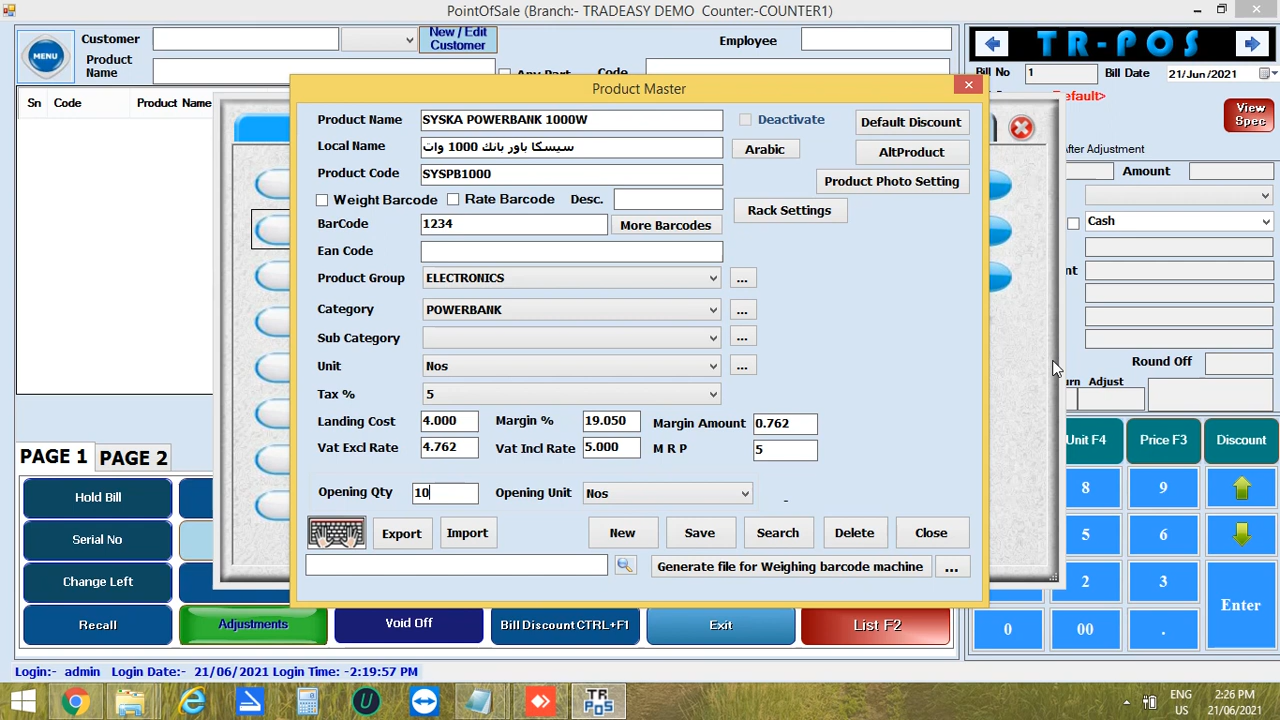 PointOfSale (Branch:- TRADEASY DEMO Counter:-COUNTER1)
MENU
Customer
New / Edit Customer
Employee
Product Name
Any Part
Code
TR-POS
Bill No 1 Bill Date 21/Jun/2021
Default>
View Spec
Sn Code Product Name
After Adjustment
Amount
Cash
Round Off
Adjust
Product Master
Product Name SYSKA POWERBANK 1000W
Deactivate
Default Discount
Local Name سيسكا باور بانك 1000 وات
Arabic
AltProduct
Product Code SYSPB1000
Product Photo Setting
Weight Barcode Rate Barcode Desc.
Rack Settings
BarCode 1234 More Barcodes
Ean Code
Product Group ELECTRONICS ...
Category POWERBANK ...
Sub Category ...
Unit Nos ...
Tax % 5
Landing Cost 4.000 Margin % 19.050 Margin Amount 0.762
Vat Excl Rate 4.762 Vat Incl Rate 5.000 M R P 5
Opening Qty 10 Opening Unit Nos -
Export Import New Save Search Delete Close
Generate file for Weighing barcode machine ...
PAGE 1 PAGE 2
Hold Bill
Serial No
Change Left
Recall Adjustments Void Off Bill DiscountCTRL+F1 Exit List F2
Unit F4 Price F3 Discount
8 9
5 6
2 3
0 00 . Enter
Login:- admin Login Date:- 21/06/2021 Login Time: -2:19:57 PM
TR POS
ENG US
2:26 PM
21/06/2021